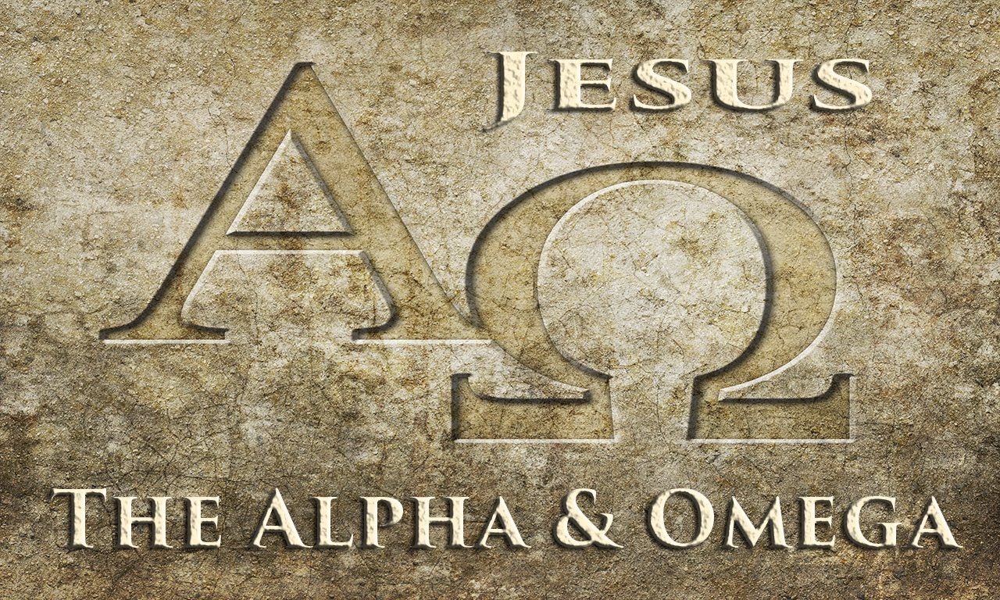 Jesus
ΑΩ
The Alpha & Omega